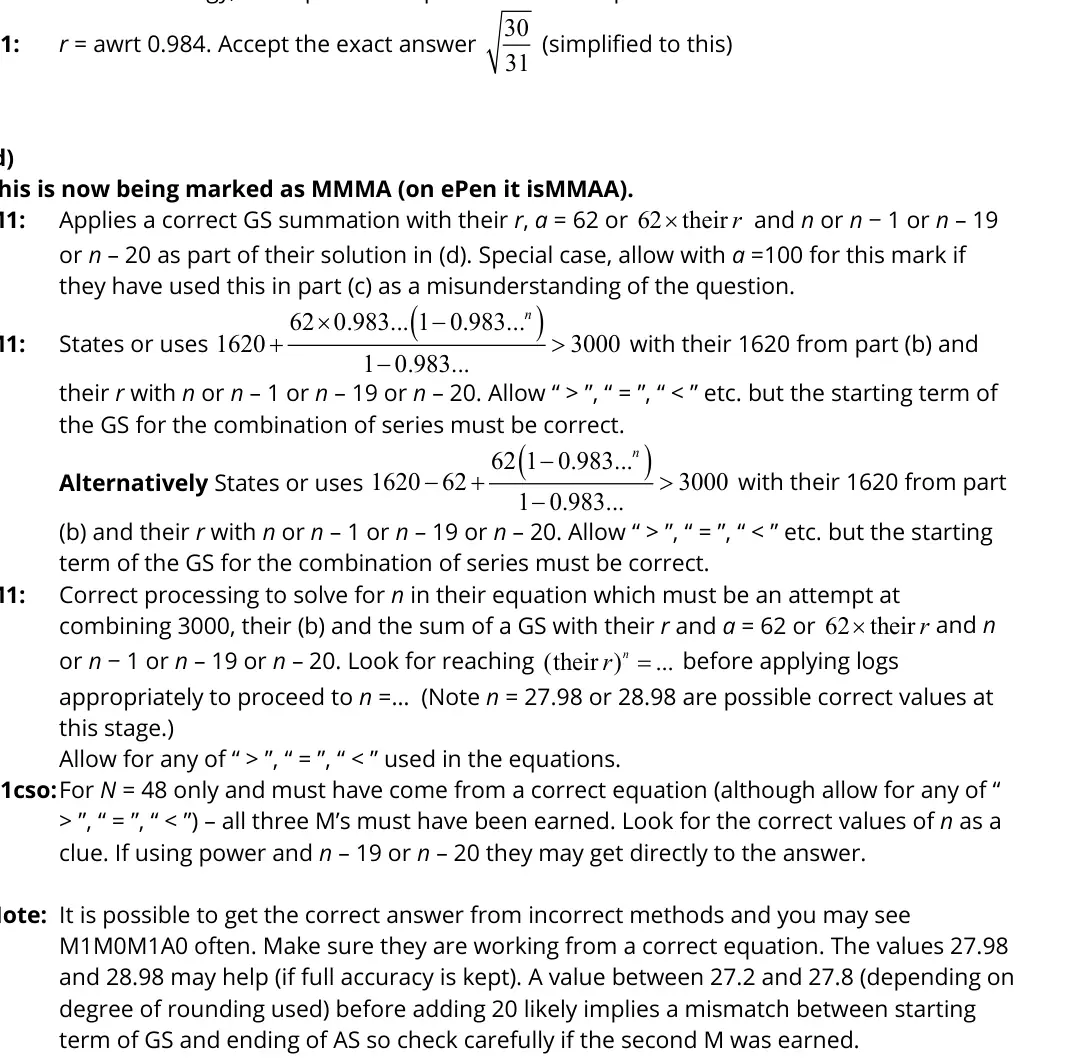 1: r = awrt 0.984. Accept the exact answer √(30/31) (simplified to this)
d)
his is now being marked as MMMA (on ePen it isMMAA).
M1: Applies a correct GS summation with their r, a = 62 or 62 × their r and n or n − 1 or n – 19
or n – 20 as part of their solution in (d). Special case, allow with a =100 for this mark if
they have used this in part (c) as a misunderstanding of the question.
M1: States or uses 1620 + (62×0.983...(1−0.983...ⁿ))/(1−0.983...) > 3000 with their 1620 from part (b) and
their r with n or n – 1 or n – 19 or n – 20. Allow “ > ”, “ = ”, “ < ” etc. but the starting term of
the GS for the combination of series must be correct.
Alternatively States or uses 1620 − 62 + (62(1−0.983...ⁿ))/(1−0.983...) > 3000 with their 1620 from part
(b) and their r with n or n – 1 or n – 19 or n – 20. Allow “ > ”, “ = ”, “ < ” etc. but the starting
term of the GS for the combination of series must be correct.
M1: Correct processing to solve for n in their equation which must be an attempt at
combining 3000, their (b) and the sum of a GS with their r and a = 62 or 62 × their r and n
or n − 1 or n – 19 or n – 20. Look for reaching (their r)ⁿ = ... before applying logs
appropriately to proceed to n =... (Note n = 27.98 or 28.98 are possible correct values at
this stage.)
Allow for any of “ > ”, “ = ”, “ < ” used in the equations.
1cso: For N = 48 only and must have come from a correct equation (although allow for any of “
> ”, “ = ”, “ < ”) – all three M’s must have been earned. Look for the correct values of n as a
clue. If using power and n – 19 or n – 20 they may get directly to the answer.
Note: It is possible to get the correct answer from incorrect methods and you may see
M1M0M1A0 often. Make sure they are working from a correct equation. The values 27.98
and 28.98 may help (if full accuracy is kept). A value between 27.2 and 27.8 (depending on
degree of rounding used) before adding 20 likely implies a mismatch between starting
term of GS and ending of AS so check carefully if the second M was earned.